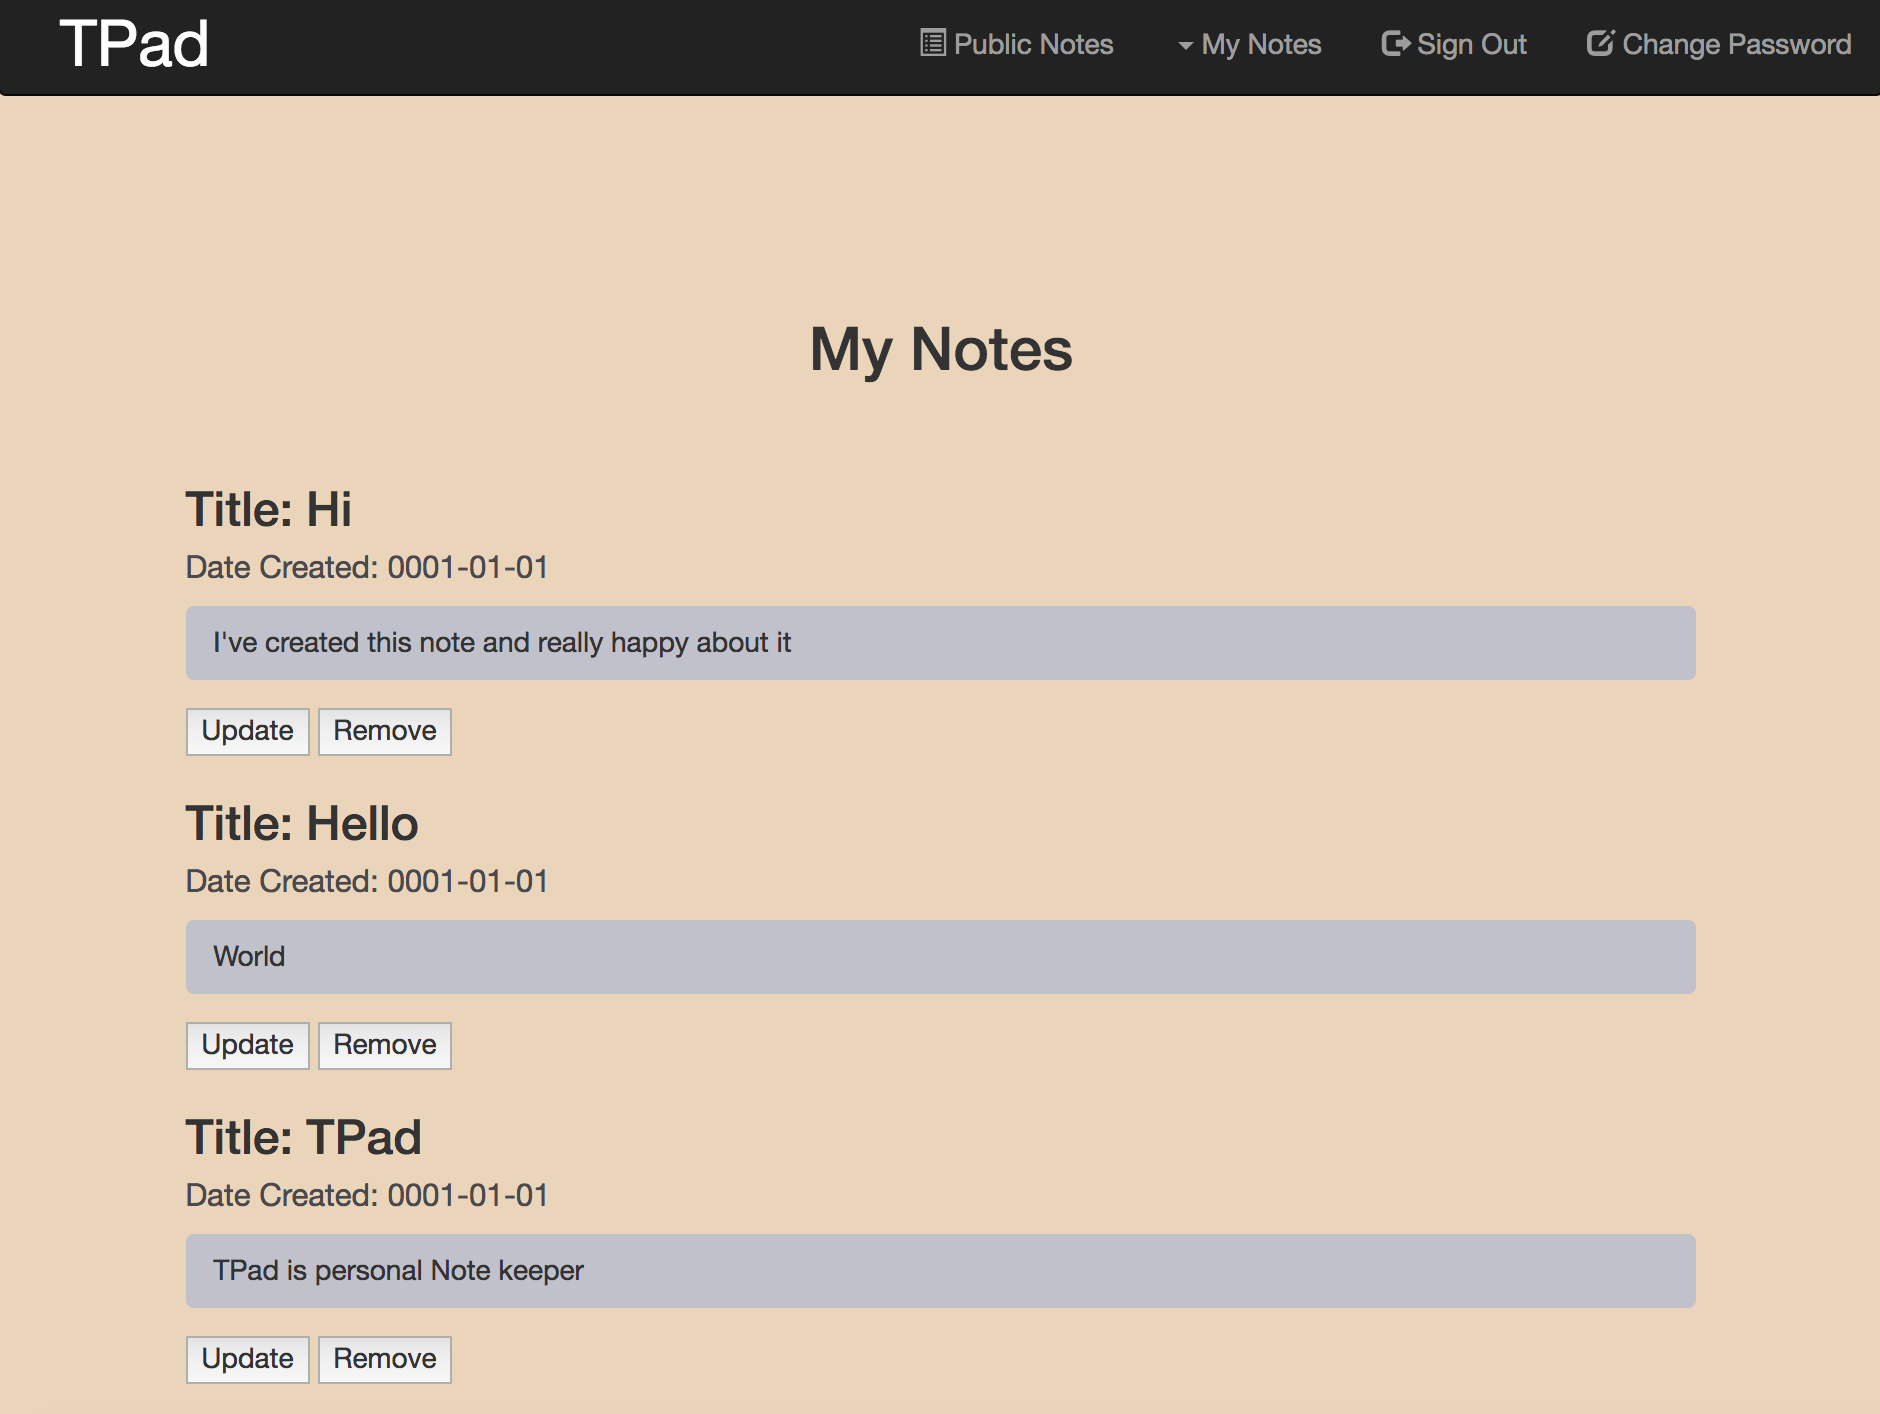 TPad
Public Notes My Notes Sign Out Change Password
My Notes
Title: Hi
Date Created: 0001-01-01
I've created this note and really happy about it
Update Remove
Title: Hello
Date Created: 0001-01-01
World
Update Remove
Title: TPad
Date Created: 0001-01-01
TPad is personal Note keeper
Update Remove